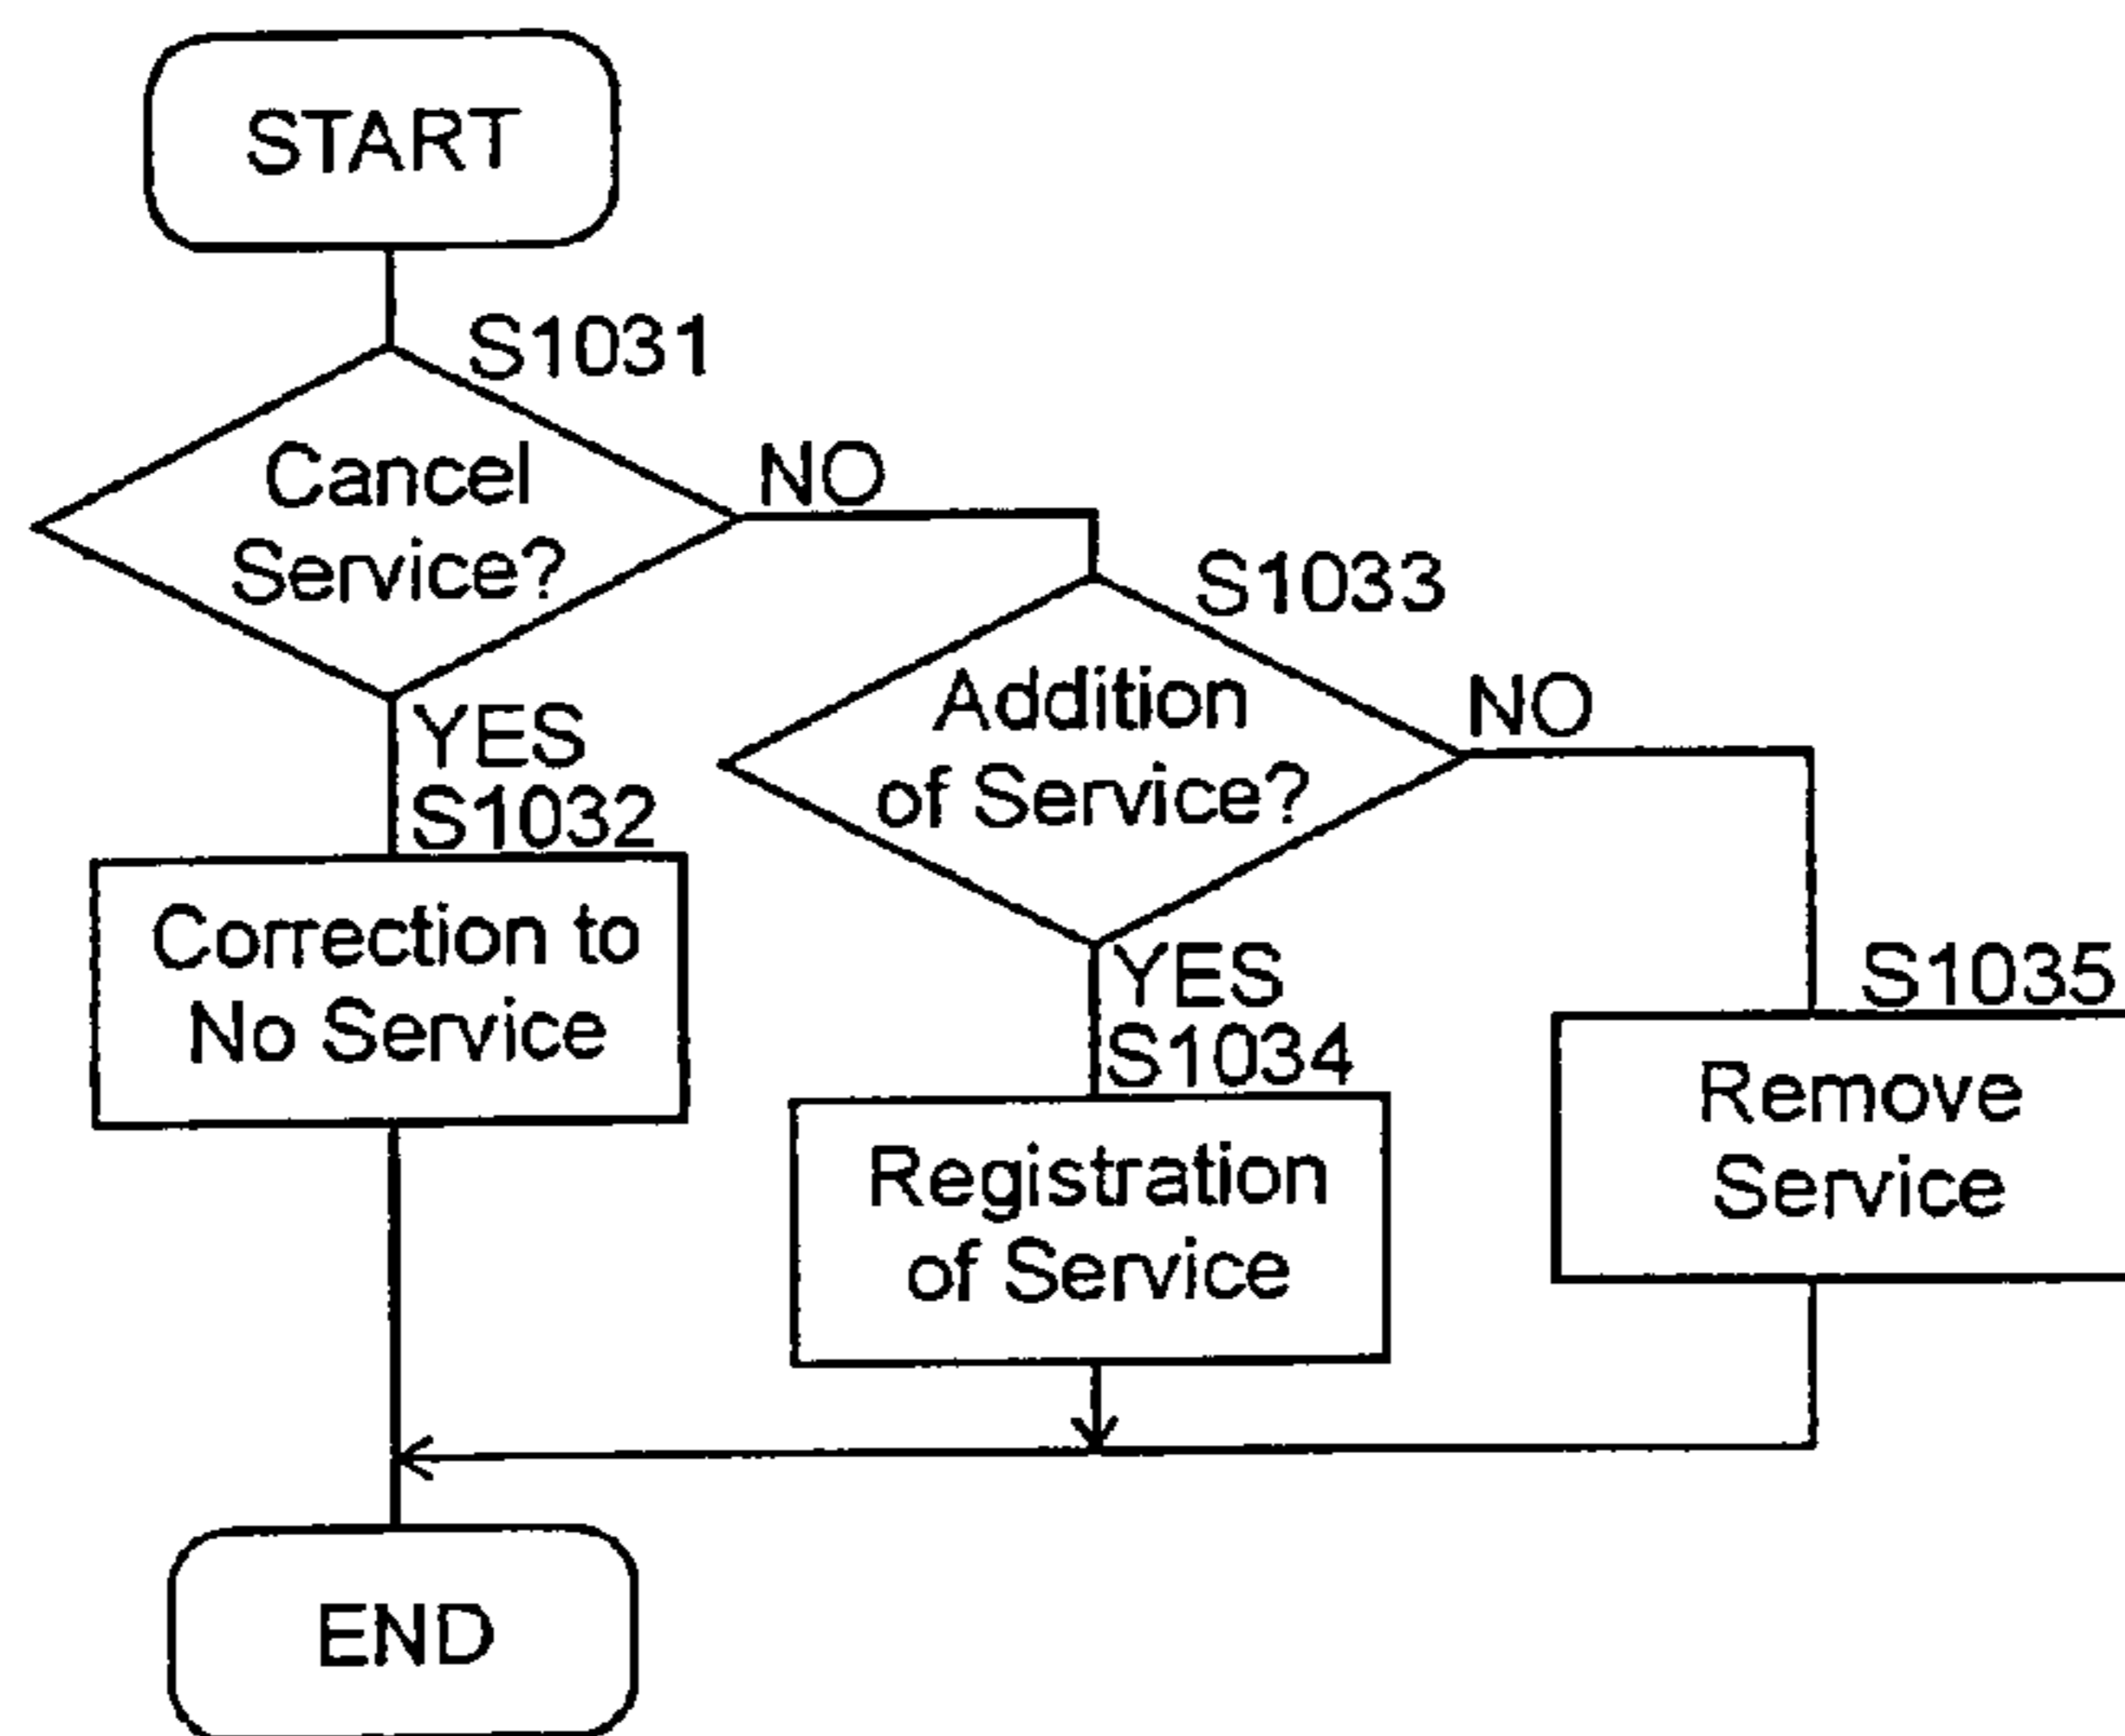 START
S1031
Cancel
Service?
NO
YES
S1032
Correction to
No Service
S1033
Addition
of Service?
NO
YES
S1034
Registration
of Service
S1035
Remove
Service
END